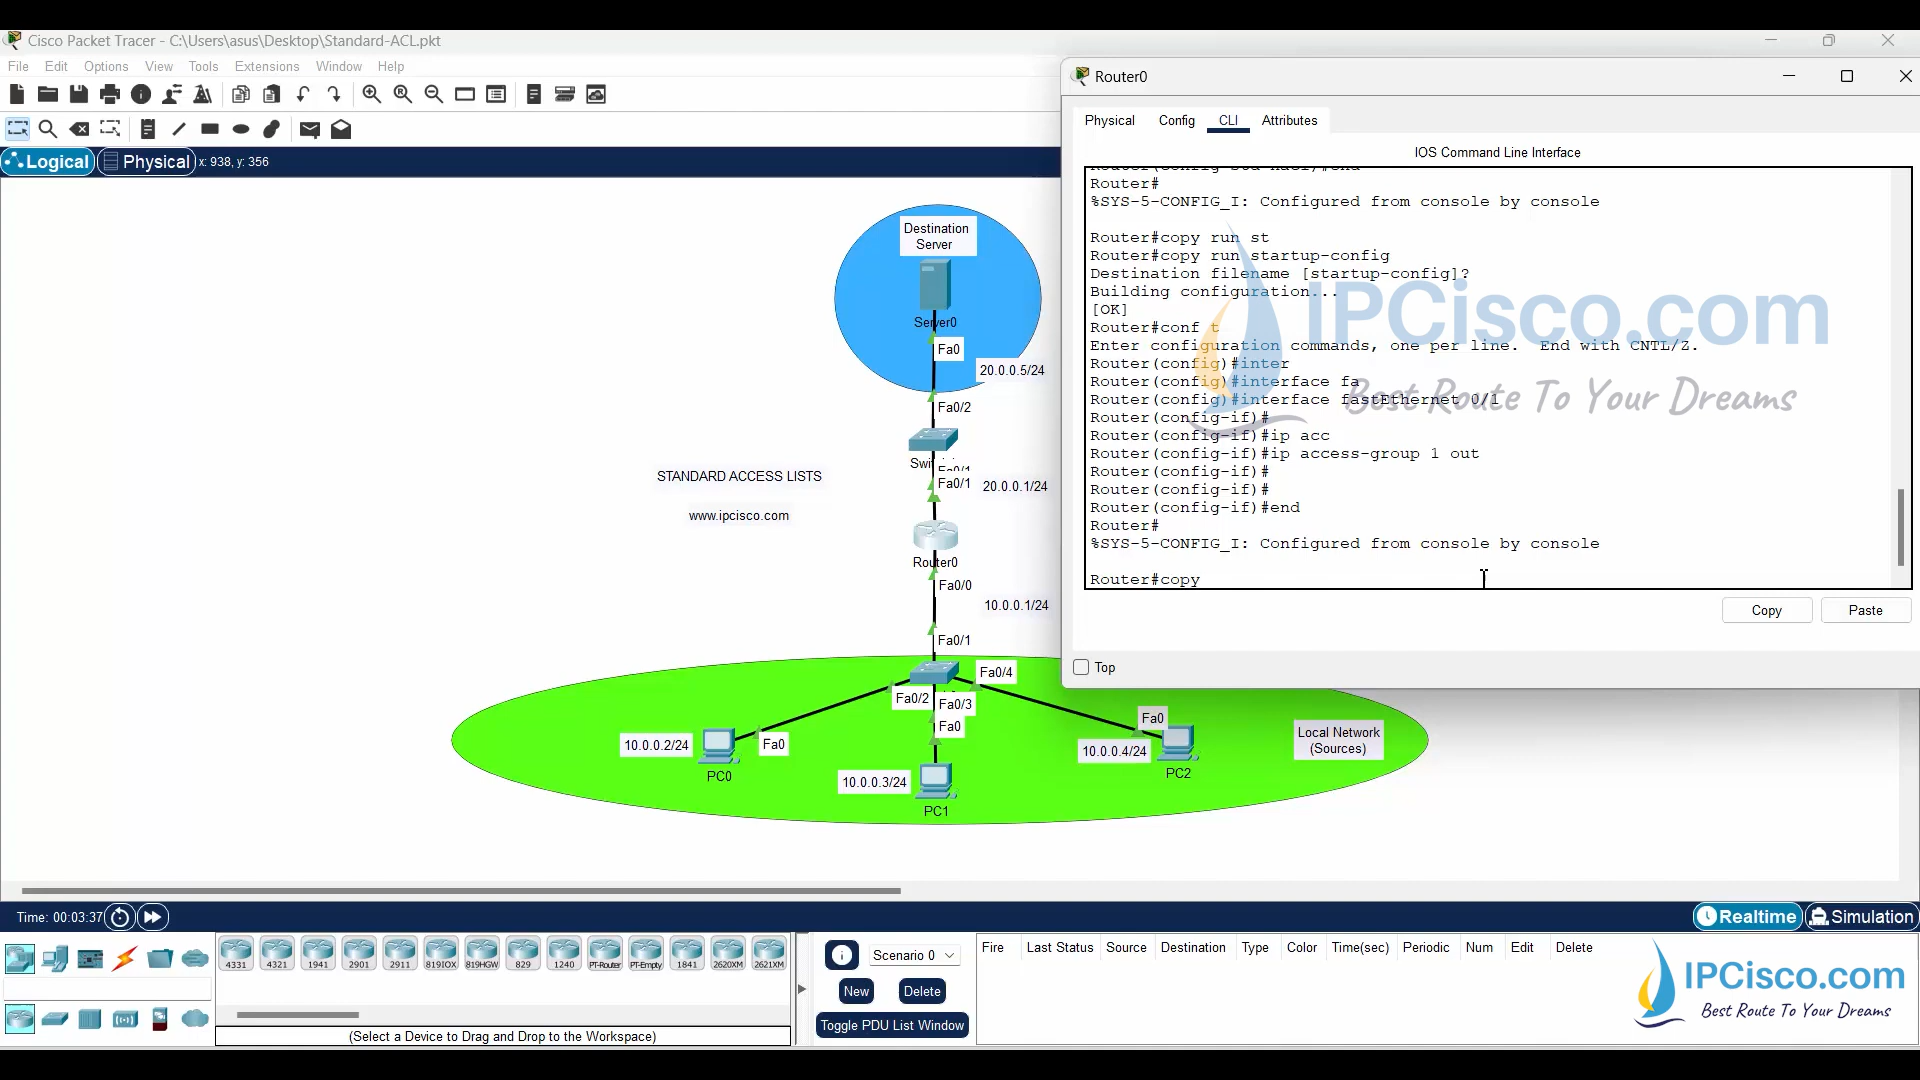 Cisco Packet Tracer - C:\Users\asus\Desktop\Standard-ACL.pkt
File Edit Options View Tools Extensions Window Help
Logical Physical x: 938, y: 356
Destination
Server
Server0
Fa0
20.0.0.5/24
Fa0/2
Fa0/1
20.0.0.1/24
STANDARD ACCESS LISTS
www.ipcisco.com
Router0
Fa0/0
10.0.0.1/24
Fa0/1
Fa0/4
Fa0/2
Fa0/3
Fa0
Fa0
10.0.0.2/24
Fa0
PC0
10.0.0.3/24
PC1
10.0.0.4/24
PC2
Local Network
(Sources)
Router0
Physical Config CLI Attributes
IOS Command Line Interface
Router#
%SYS-5-CONFIG_I: Configured from console by console
Router#copy run st
Router#copy run startup-config
Destination filename [startup-config]?
Building configuration...
[OK]
Router#conf t
Enter configuration commands, one per line. End with CNTL/Z.
Router(config)#inter
Router(config)#interface fa
Router(config)#interface fastEthernet 0/1
Router(config-if)#
Router(config-if)#ip acc
Router(config-if)#ip access-group 1 out
Router(config-if)#
Router(config-if)#
Router(config-if)#end
Router#
%SYS-5-CONFIG_I: Configured from console by console
Router#copy
IPCisco.com
Best Route To Your Dreams
Copy Paste
Top
Time: 00:03:37
Realtime Simulation
4331 4321 1941 2901 2911 819IOX 819HGW 829 1240 PT-Router PT-Empty 1841 2620XM 2621XM
(Select a Device to Drag and Drop to the Workspace)
Scenario 0
New Delete
Toggle PDU List Window
Fire Last Status Source Destination Type Color Time(sec) Periodic Num Edit Delete
IPCisco.com
Best Route To Your Dreams